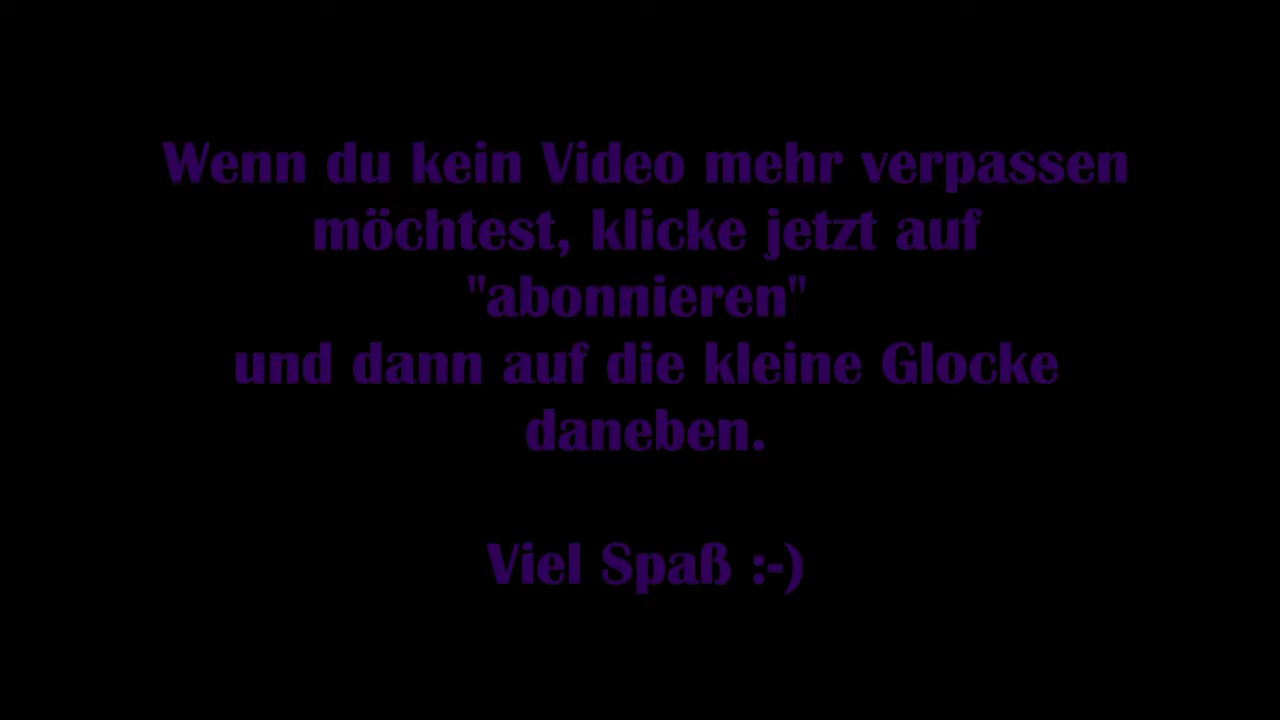 Wenn du kein Video mehr verpassen
möchtest, klicke jetzt auf
"abonnieren"
und dann auf die kleine Glocke
daneben.
Viel Spaß :-)